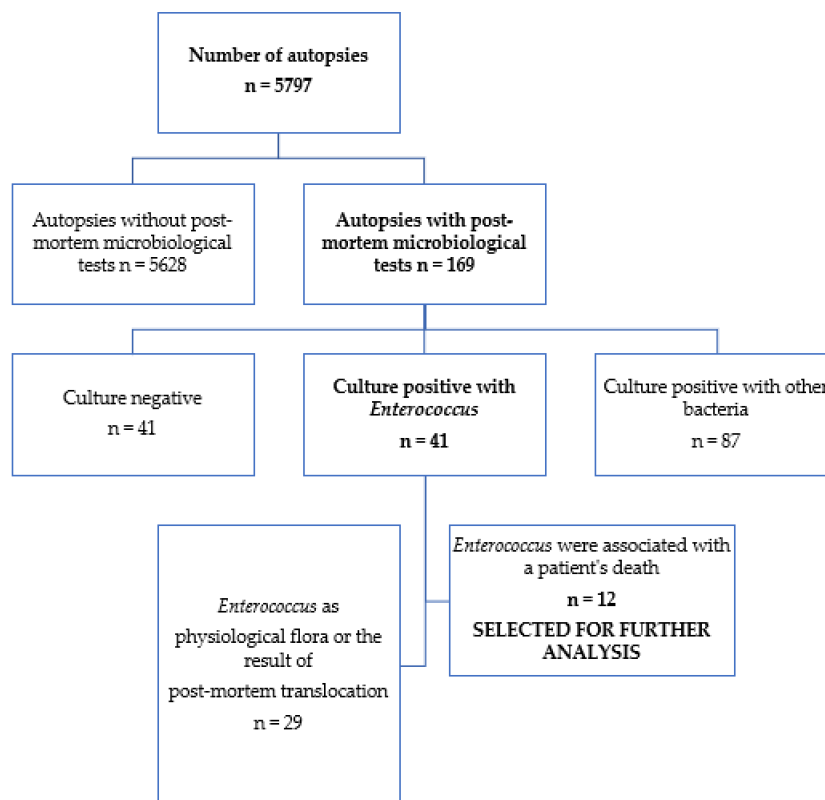 Number of autopsies
n = 5797
Autopsies without post-
mortem microbiological
tests n = 5628
Autopsies with post-
mortem microbiological
tests n = 169
Culture negative
n = 41
Culture positive with
Enterococcus
n = 41
Culture positive with other
bacteria
n = 87
Enterococcus as
physiological flora or the
result of
post-mortem translocation
n = 29
Enterococcus were associated with
a patient's death
n = 12
SELECTED FOR FURTHER
ANALYSIS